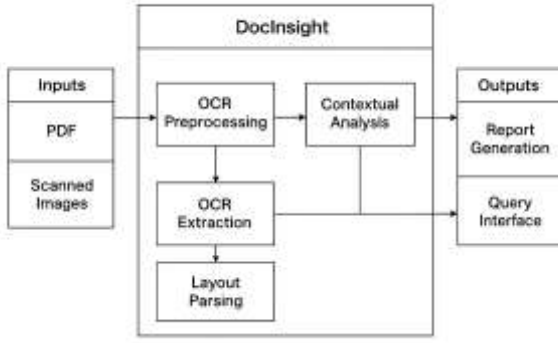 DocInsight
Inputs
PDF
Scanned
Images
OCR
Preprocessing
Contextual
Analysis
OCR
Extraction
Layout
Parsing
Outputs
Report
Generation
Query
Interface